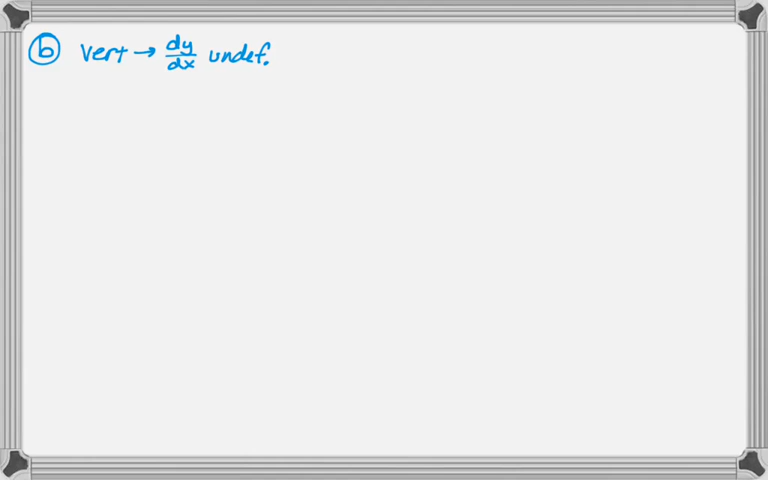 ⓑ Vert → dy/dx undef.